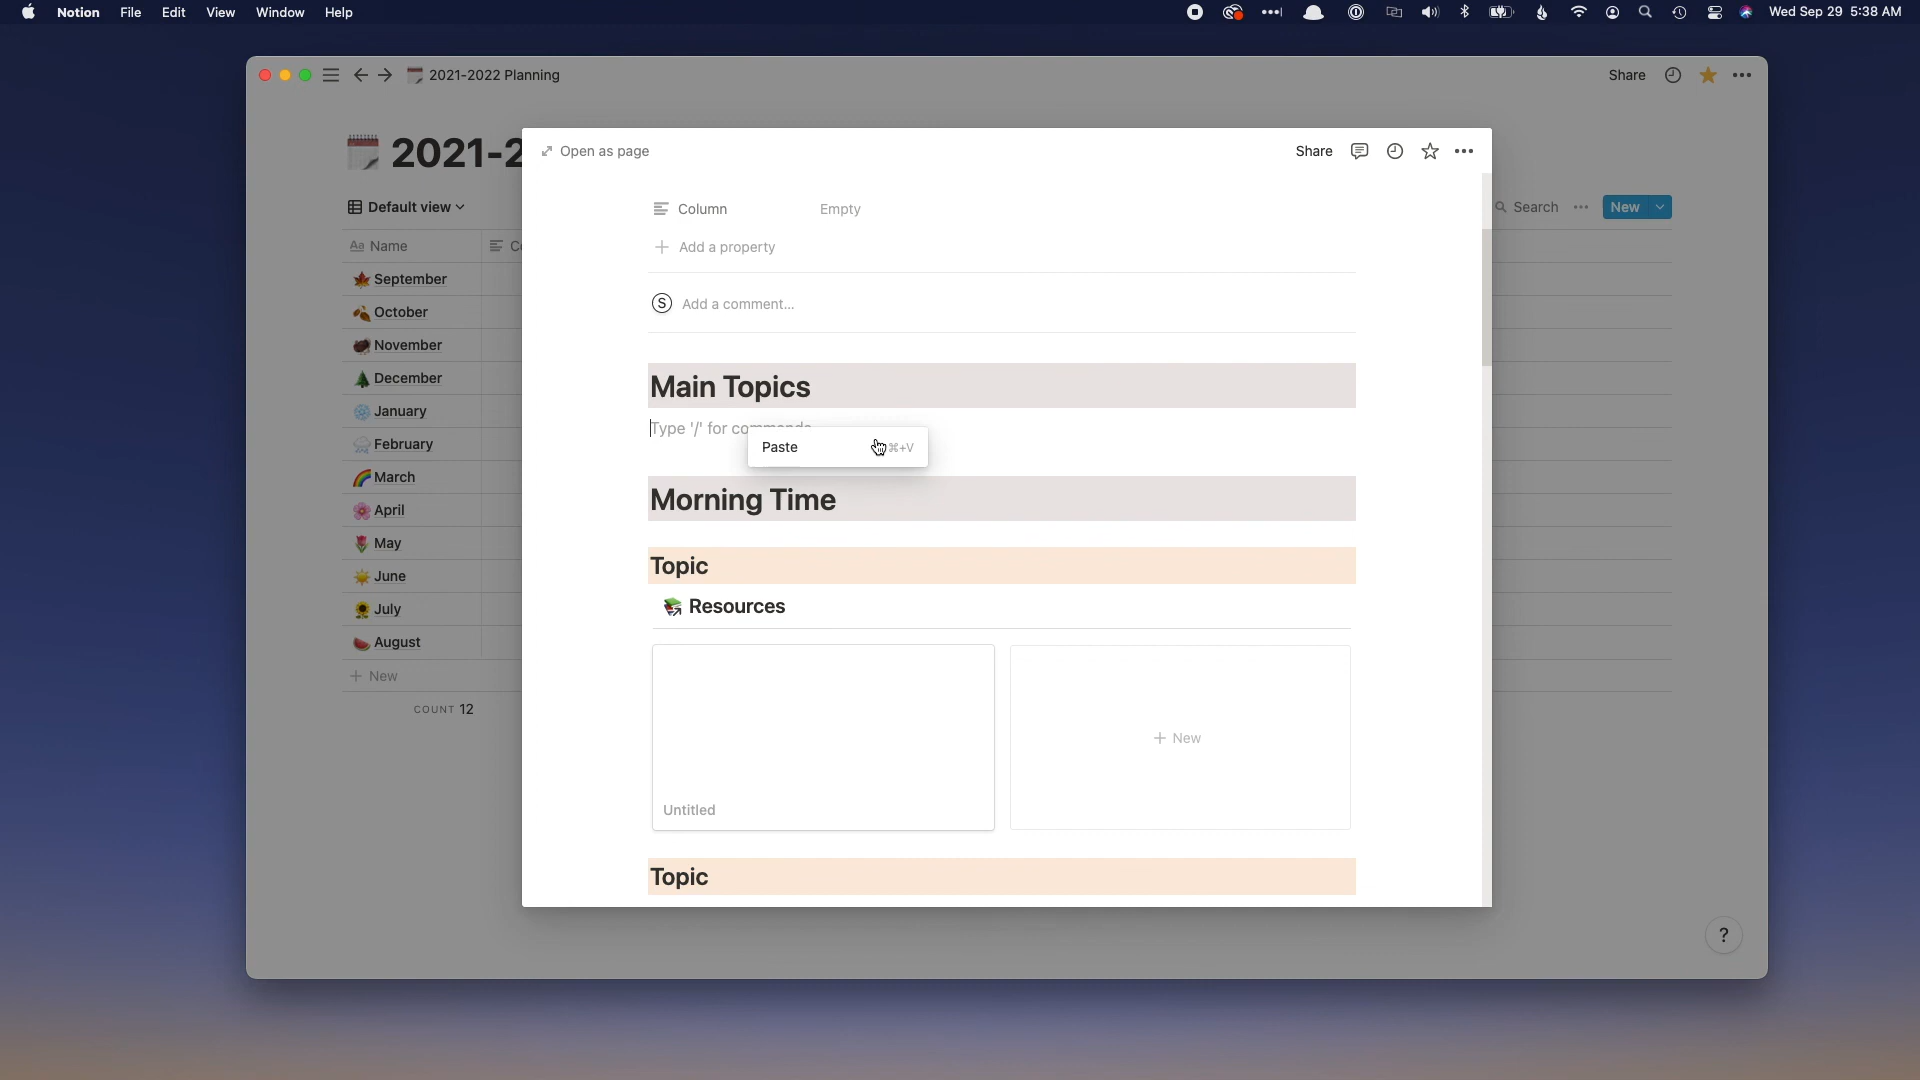 Notion File Edit View Window Help
Wed Sep 29 5:38 AM
2021-2022 Planning
Share
2021-2
Open as page
Share
Default view
Search
New
Aa Name
C
September
October
November
December
January
February
March
April
May
June
July
August
New
COUNT 12
Column Empty
Add a property
S Add a comment...
Main Topics
Type '/' for commands
Paste ⌘+V
Morning Time
Topic
Resources
Untitled
+ New
Topic
?